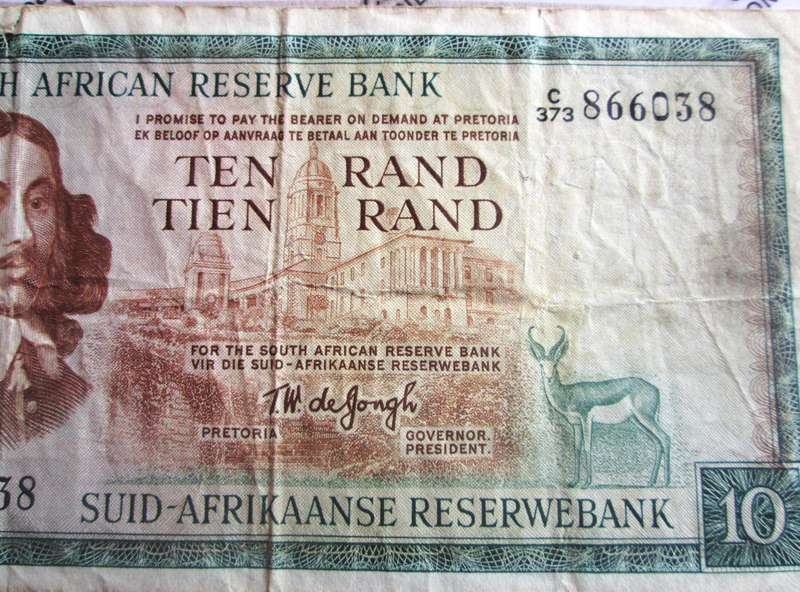 H AFRICAN RESERVE BANK
I PROMISE TO PAY THE BEARER ON DEMAND AT PRETORIA
EK BELOOF OP AANVRAAG TE BETAAL AAN TOONDER TE PRETORIA
C/373 866038
TEN RAND
TIEN RAND
FOR THE SOUTH AFRICAN RESERVE BANK
VIR DIE SUID-AFRIKAANSE RESERWEBANK
T.W. de Jongh
PRETORIA
GOVERNOR.
PRESIDENT.
38
SUID-AFRIKAANSE RESERWEBANK
10